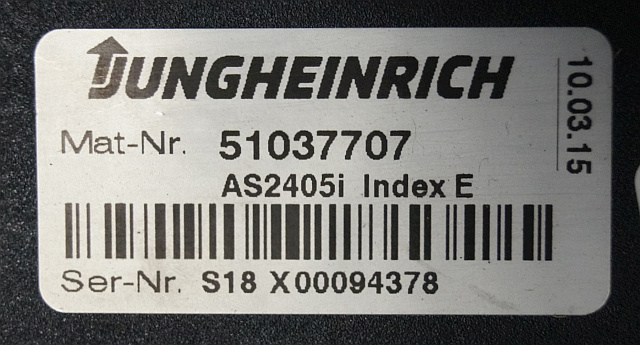 JUNGHEINRICH
Mat-Nr. 51037707
AS2405i Index E
Ser-Nr. S18 X00094378
10.03.15